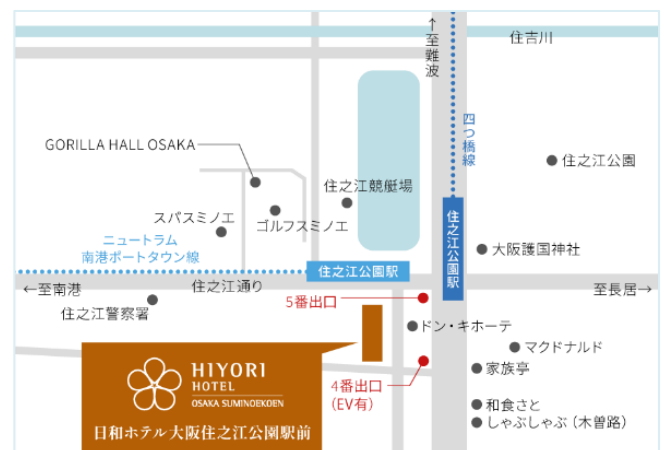 ↑至難波
住吉川
四つ橋線
GORILLA HALL OSAKA
住之江公園
住之江競艇場
スパスミノエ
ゴルフスミノエ
ニュートラム
南港ポートタウン線
住之江公園駅
住之江公園駅
大阪護国神社
←至南港
住之江通り
至長居→
5番出口
住之江警察署
ドン・キホーテ
マクドナルド
家族亭
4番出口
(EV有)
和食さと
しゃぶしゃぶ(木曽路)
HIYORI
HOTEL
OSAKA SUMINOEKOEN
日和ホテル大阪住之江公園駅前